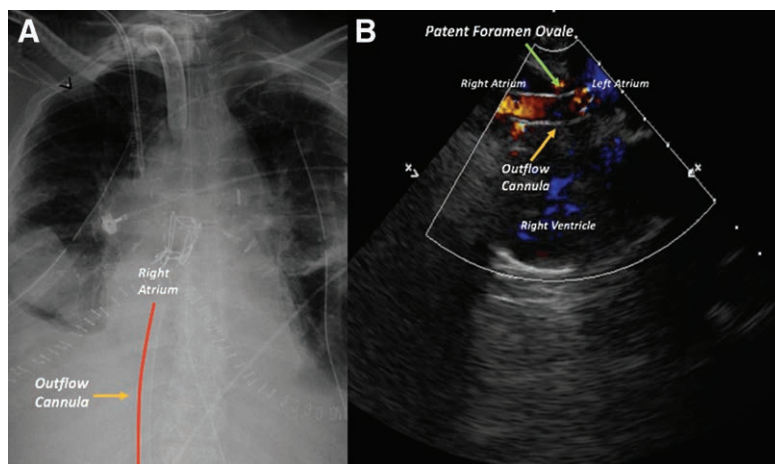 A
Right
Atrium
Outflow
Cannula
B
Patent Foramen Ovale
Right Atrium
Left Atrium
Outflow
Cannula
Right Ventricle
x
x